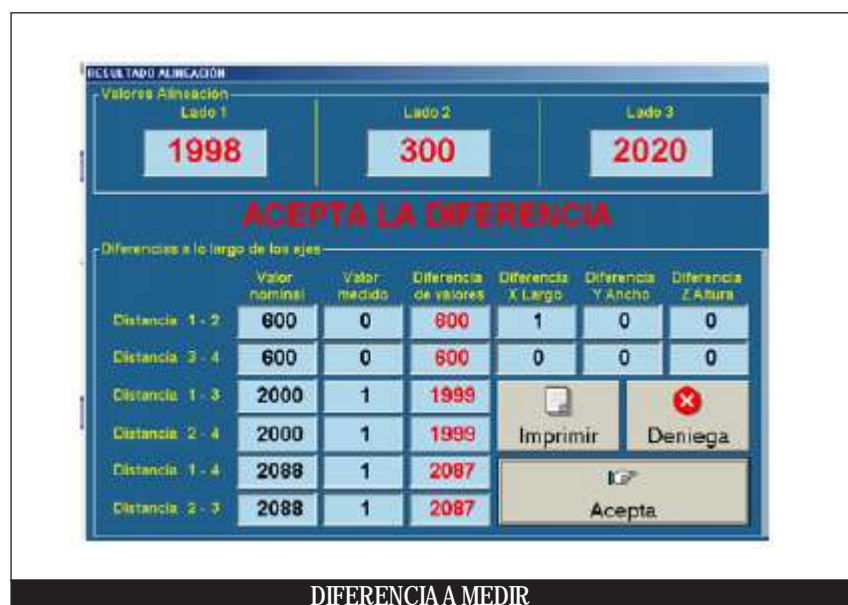 RESULTADO ALINEACIÓN
Valores Alineación
Lado 1 Lado 2 Lado 3
1998 300 2020
ACEPTA LA DIFERENCIA
Diferencias a lo largo de los ejes
Valor nominal Valor medido Diferencia de valores Diferencia X Largo Diferencia Y Ancho Diferencia Z Altura
Distancia 1 - 2 600 0 600 1 0 0
Distancia 3 - 4 600 0 600 0 0 0
Distancia 1 - 3 2000 1 1999
Distancia 2 - 4 2000 1 1999
Imprimir Deniega
Distancia 1 - 4 2088 1 2087
Distancia 2 - 3 2088 1 2087
Acepta
DIFERENCIA A MEDIR